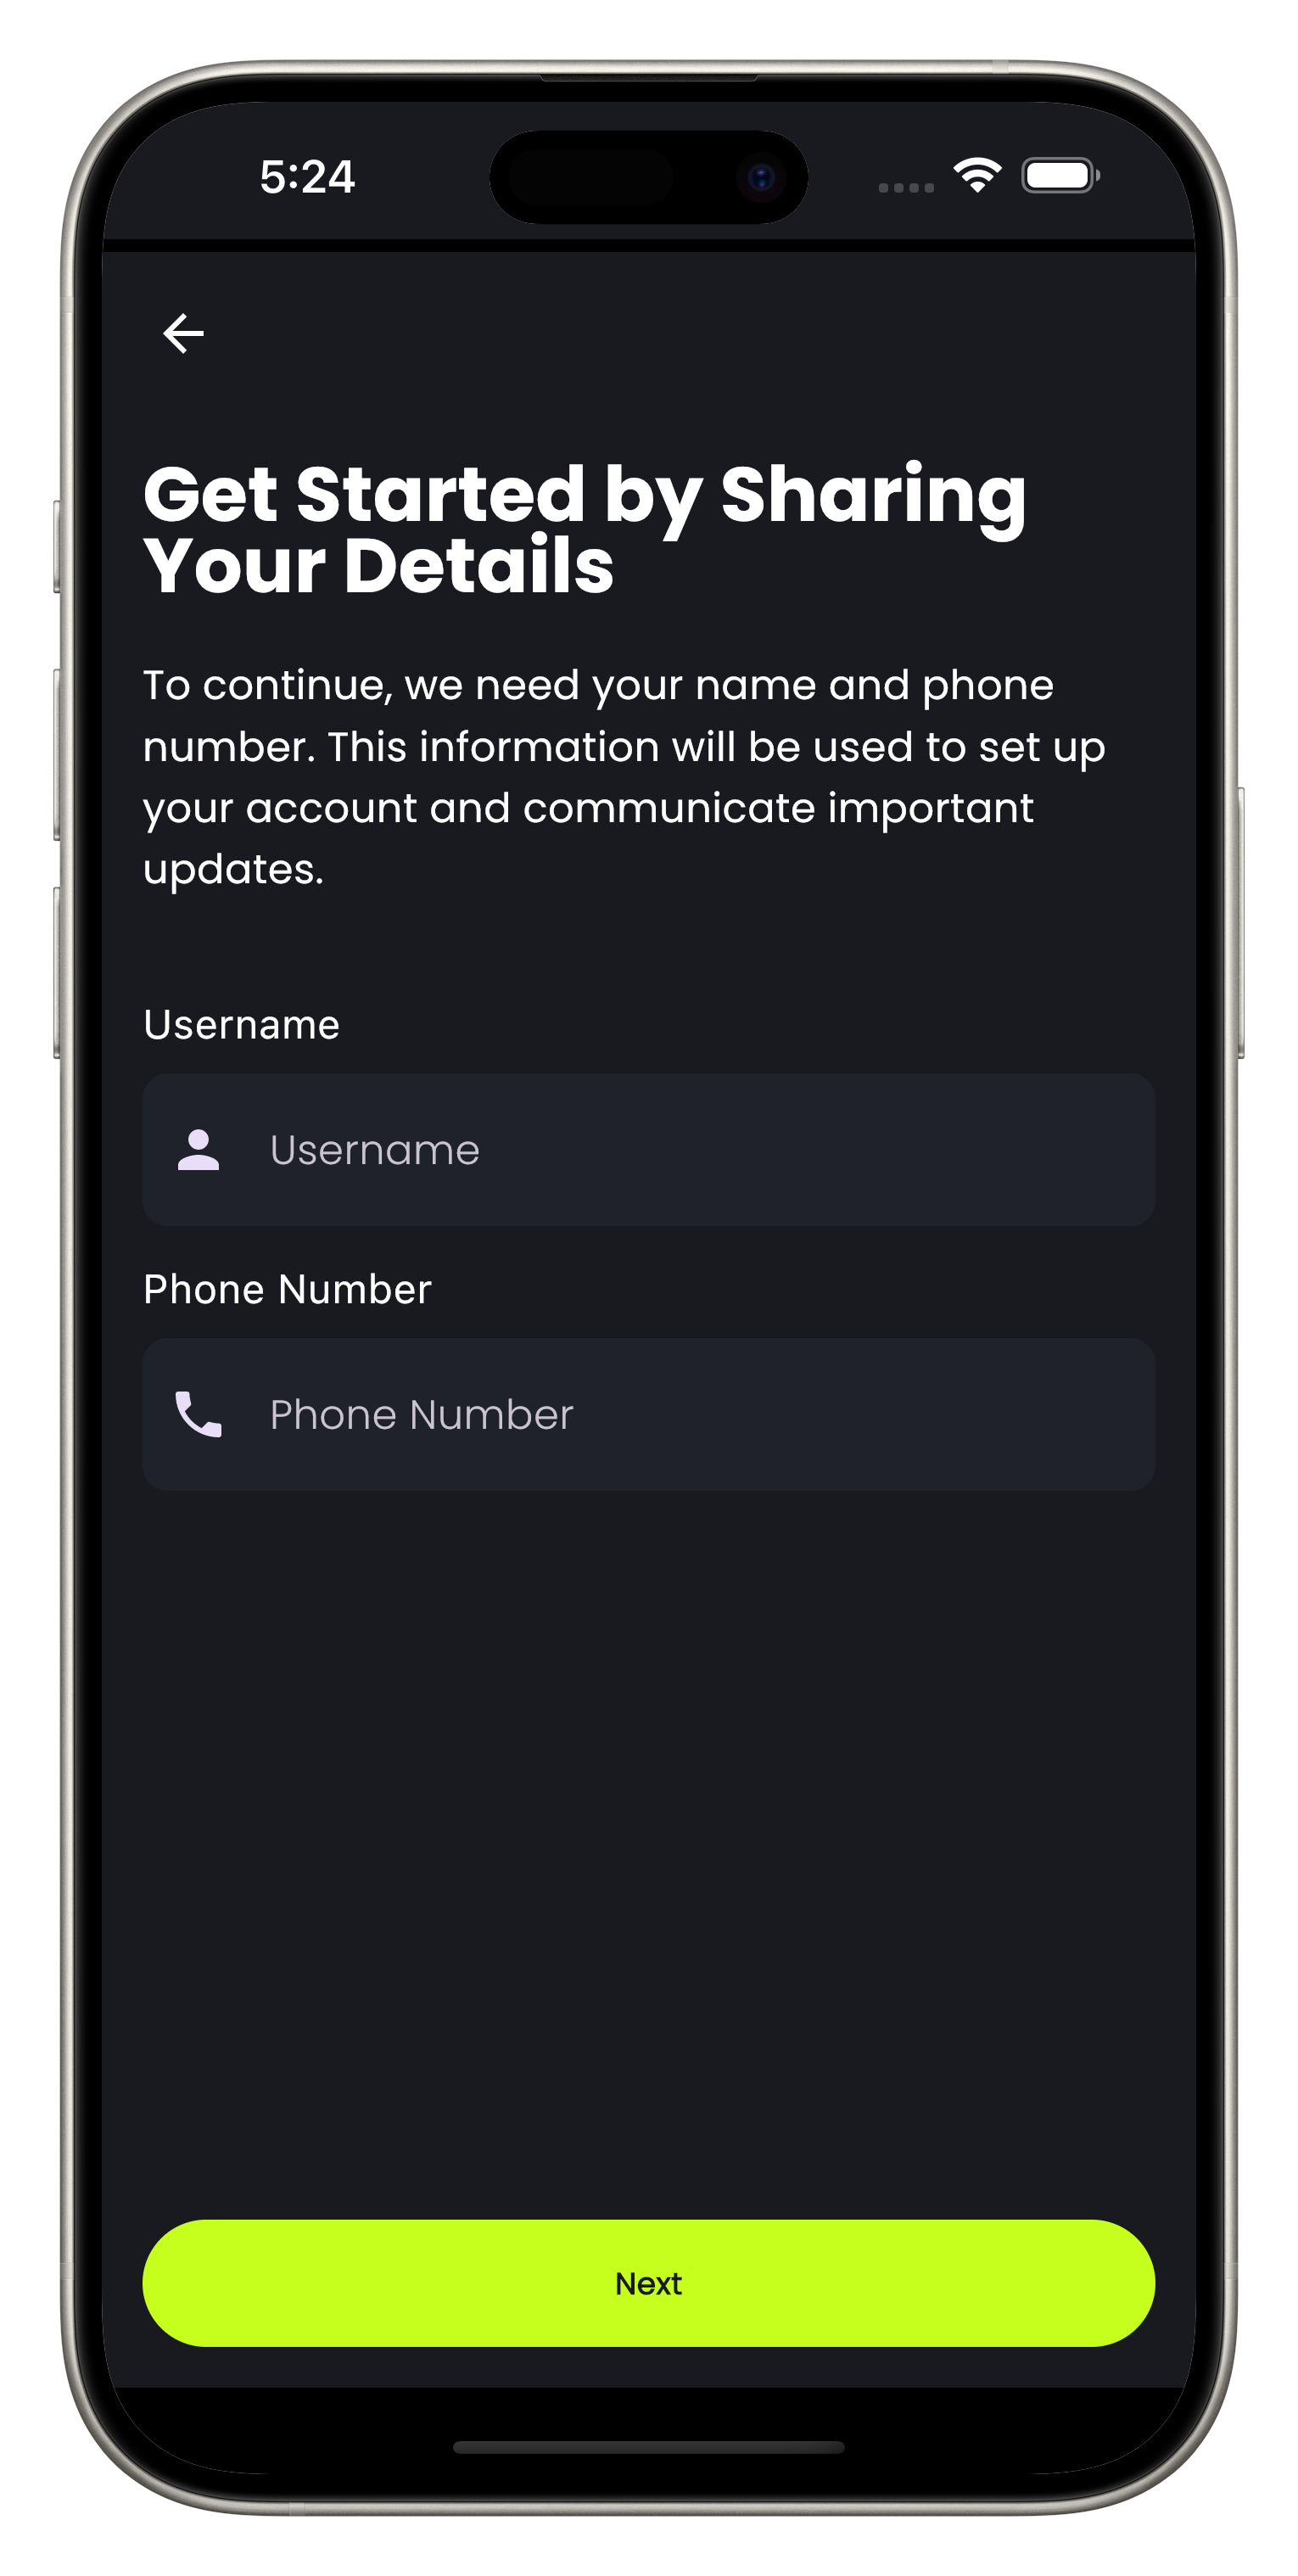 5:24
Get Started by Sharing
Your Details
To continue, we need your name and phone
number. This information will be used to set up
your account and communicate important
updates.
Username
Username
Phone Number
Phone Number
Next